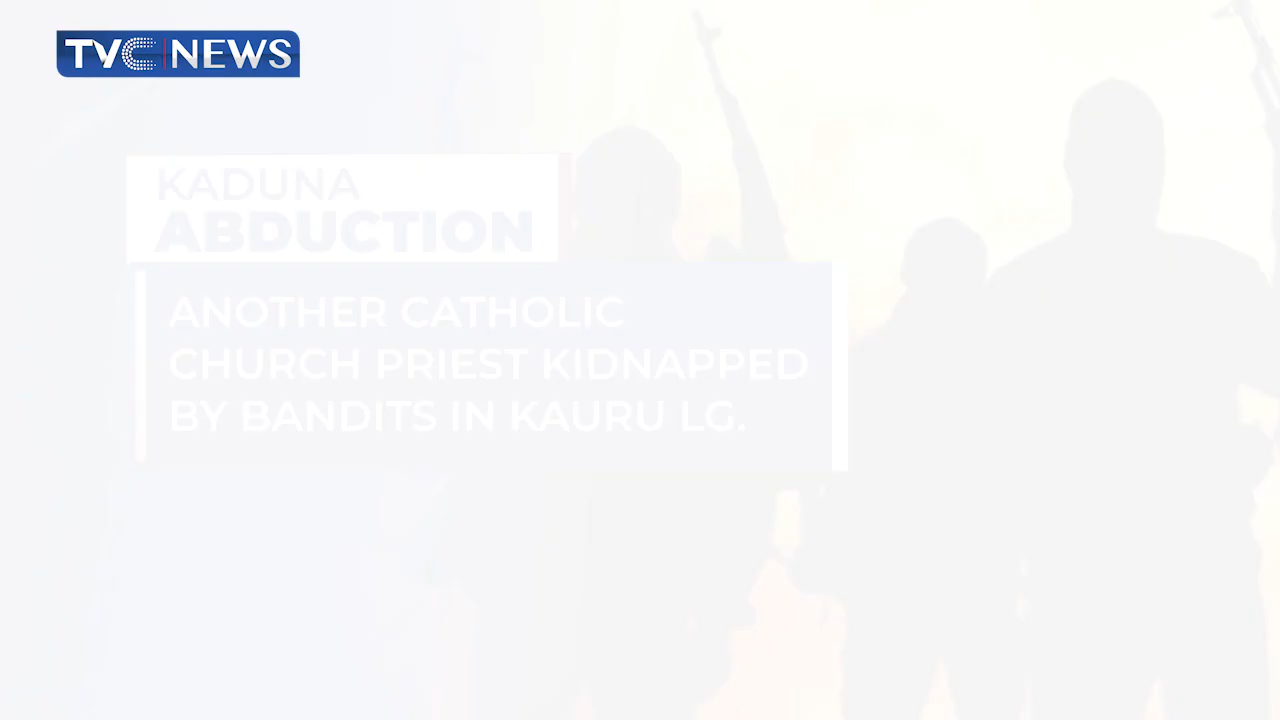 TVC NEWS
KADUNA
ABDUCTION
ANOTHER CATHOLIC
CHURCH PRIEST KIDNAPPED
BY BANDITS IN KAURU LG.